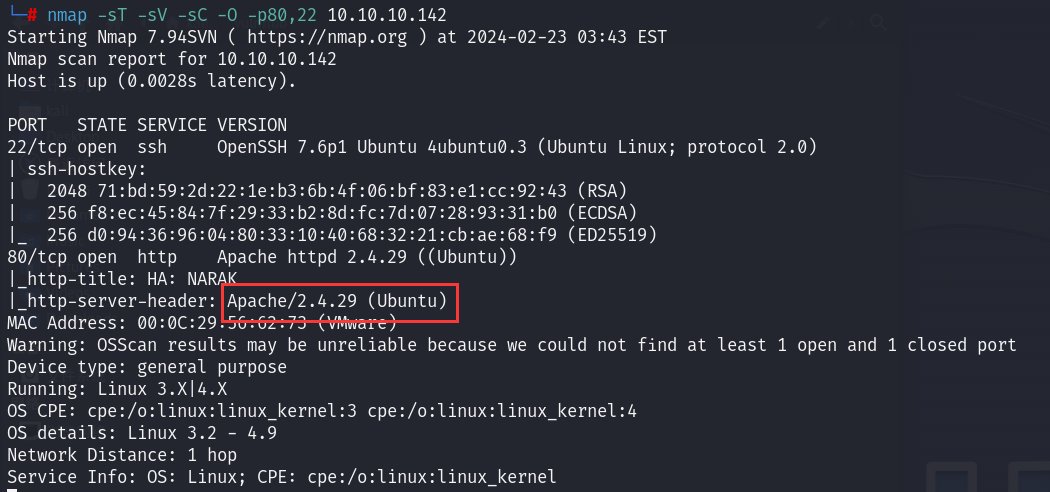 └─# nmap -sT -sV -sC -O -p80,22 10.10.10.142
Starting Nmap 7.94SVN ( https://nmap.org ) at 2024-02-23 03:43 EST
Nmap scan report for 10.10.10.142
Host is up (0.0028s latency).
PORT   STATE SERVICE VERSION
22/tcp open  ssh     OpenSSH 7.6p1 Ubuntu 4ubuntu0.3 (Ubuntu Linux; protocol 2.0)
| ssh-hostkey:
|   2048 71:bd:59:2d:22:1e:b3:6b:4f:06:bf:83:e1:cc:92:43 (RSA)
|   256 f8:ec:45:84:7f:29:33:b2:8d:fc:7d:07:28:93:31:b0 (ECDSA)
|_  256 d0:94:36:96:04:80:33:10:40:68:32:21:cb:ae:68:f9 (ED25519)
80/tcp open  http    Apache httpd 2.4.29 ((Ubuntu))
|_http-title: HA: NARAK
|_http-server-header: Apache/2.4.29 (Ubuntu)
MAC Address: 00:0C:29:56:62:73 (VMware)
Warning: OSScan results may be unreliable because we could not find at least 1 open and 1 closed port
Device type: general purpose
Running: Linux 3.X|4.X
OS CPE: cpe:/o:linux:linux_kernel:3 cpe:/o:linux:linux_kernel:4
OS details: Linux 3.2 - 4.9
Network Distance: 1 hop
Service Info: OS: Linux; CPE: cpe:/o:linux:linux_kernel